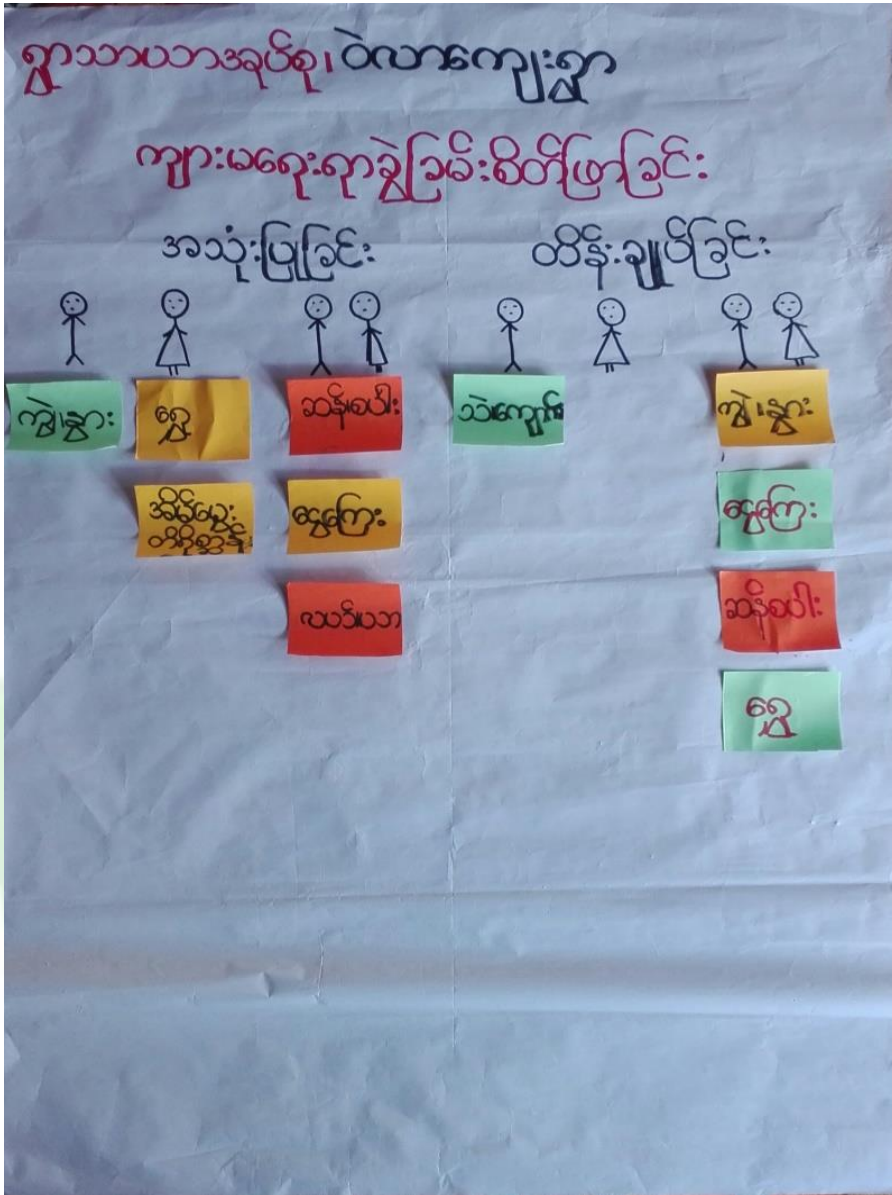 ရွာသာယာအုပ်စု၊ ဝဲလာကျေးရွာ
ကျားမရေးရာခွဲခြမ်းစိတ်ဖြာခြင်း
အသုံးပြုခြင်း
ထိန်းချုပ်ခြင်း
ကျွဲ၊နွား
ရွှေ
ဆန်၊စပါး
သဲကျောက်
ကျွဲ၊နွား
အိမ်မွေး
တိရိစ္ဆာန်
ငွေကြေး
ငွေကြေး
လယ်ယာ
ဆန်စပါး
ရွှေ